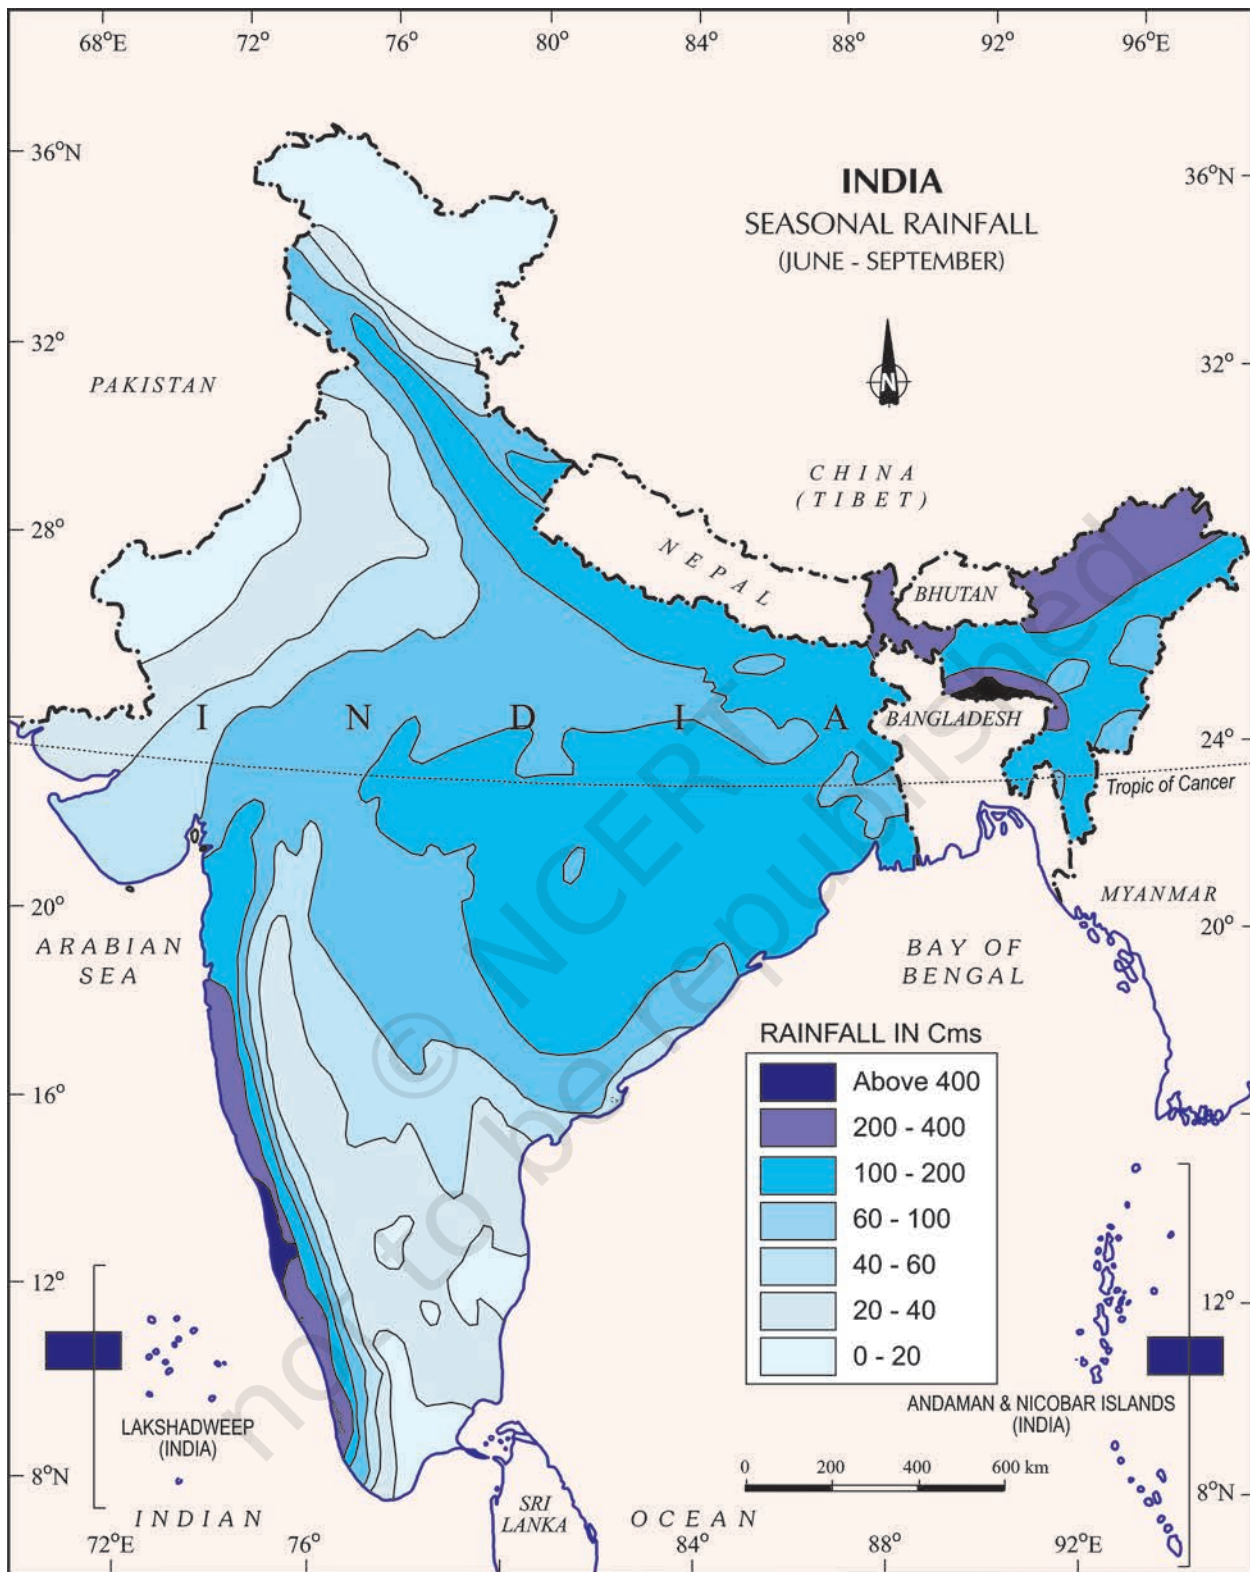 68°E 72° 76° 80° 84° 88° 92° 96°E
36°N
36°N
INDIA
SEASONAL RAINFALL
(JUNE - SEPTEMBER)
N
32°
32°
PAKISTAN
CHINA
(TIBET)
28°
NEPAL
BHUTAN
I N D I A
BANGLADESH
24°
Tropic of Cancer
MYANMAR
20°
20°
ARABIAN
SEA
BAY OF
BENGAL
© NCERT
not to be republished
RAINFALL IN Cms
Above 400
200 - 400
100 - 200
60 - 100
40 - 60
20 - 40
0 - 20
16°
12°
12°
LAKSHADWEEP
(INDIA)
ANDAMAN & NICOBAR ISLANDS
(INDIA)
0 200 400 600 km
8°N
8°N
SRI
LANKA
INDIAN OCEAN
72°E 76° 84° 88° 92°E